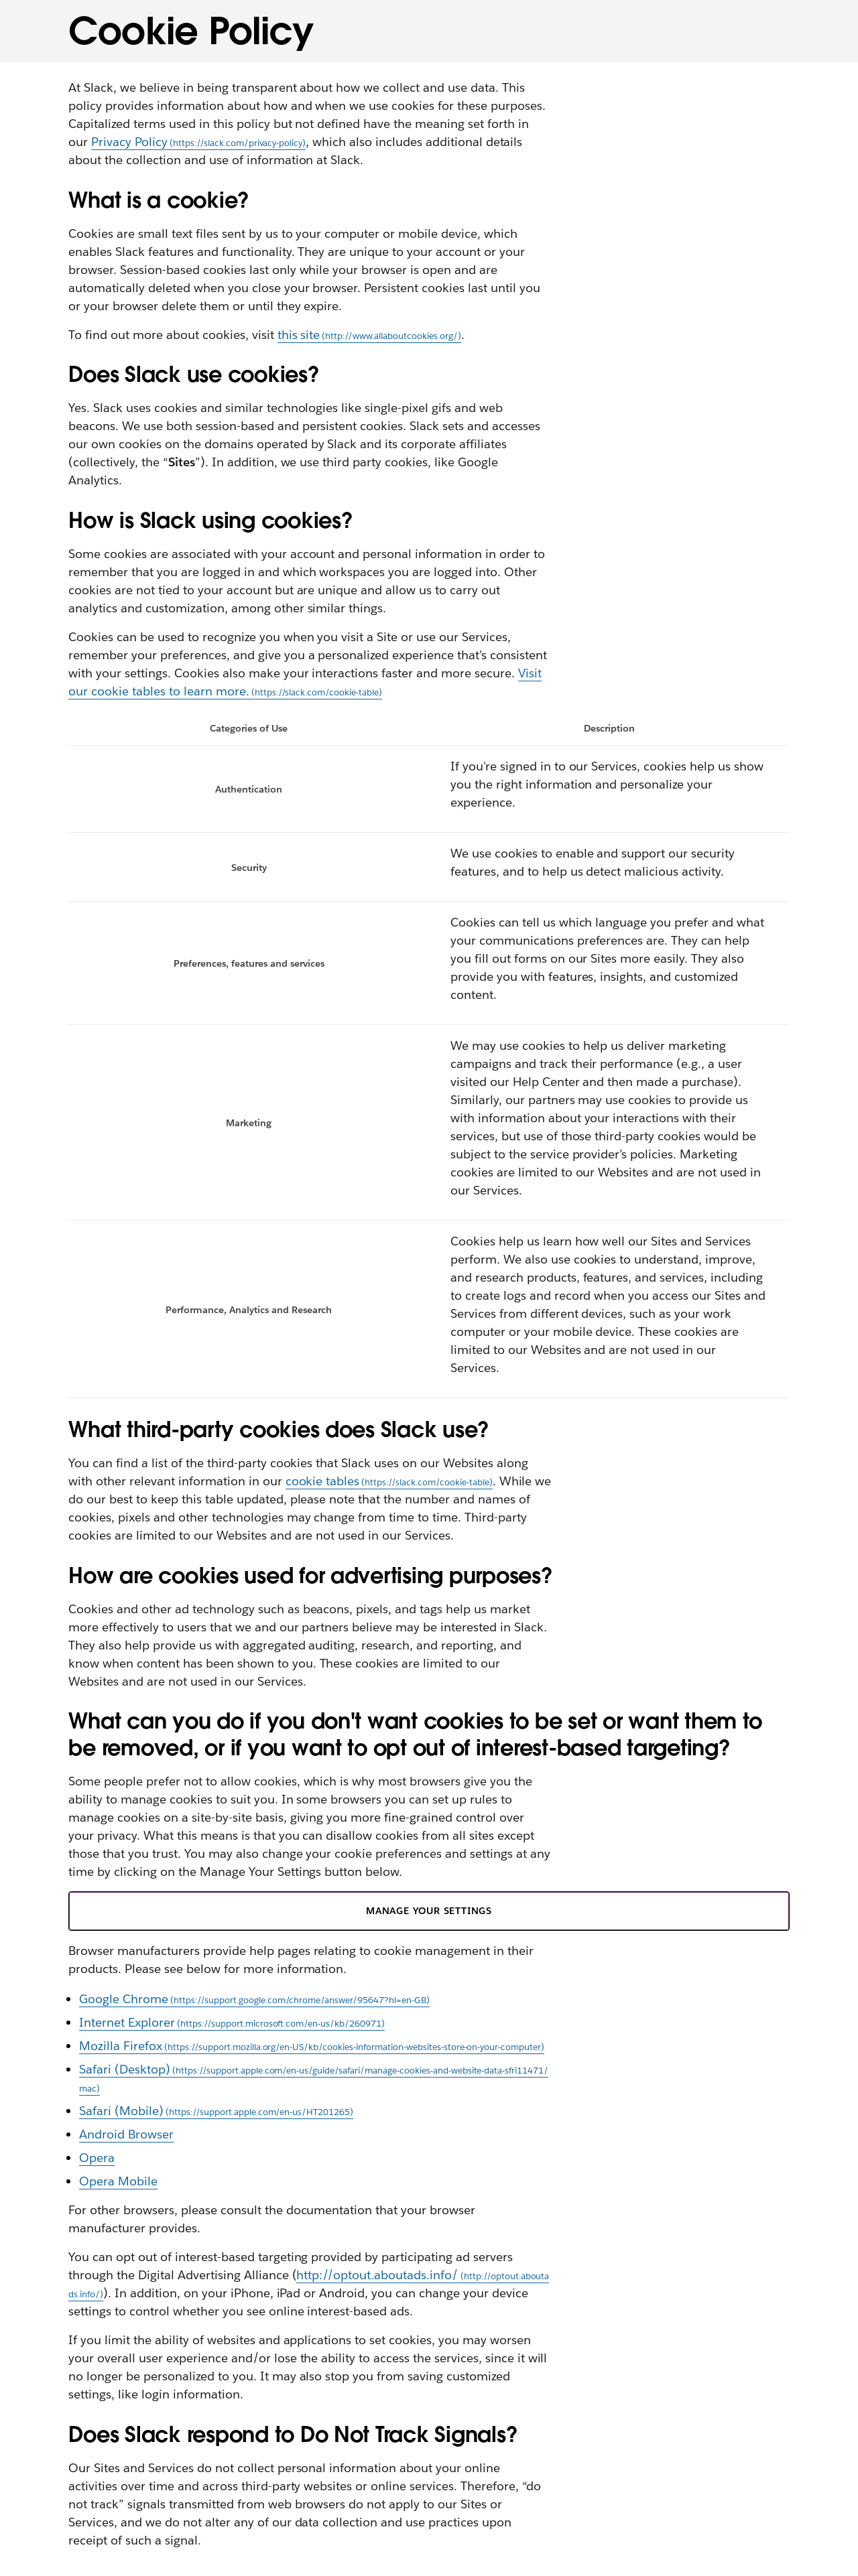 Cookie Policy
At Slack, we believe in being transparent about how we collect and use data. This
policy provides information about how and when we use cookies for these purposes.
Capitalized terms used in this policy but not defined have the meaning set forth in
our Privacy Policy (https://slack.com/privacy-policy), which also includes additional details
about the collection and use of information at Slack.
What is a cookie?
Cookies are small text files sent by us to your computer or mobile device, which
enables Slack features and functionality. They are unique to your account or your
browser. Session-based cookies last only while your browser is open and are
automatically deleted when you close your browser. Persistent cookies last until you
or your browser delete them or until they expire.
To find out more about cookies, visit this site (http://www.allaboutcookies.org/).
Does Slack use cookies?
Yes. Slack uses cookies and similar technologies like single-pixel gifs and web
beacons. We use both session-based and persistent cookies. Slack sets and accesses
our own cookies on the domains operated by Slack and its corporate affiliates
(collectively, the “Sites”). In addition, we use third party cookies, like Google
Analytics.
How is Slack using cookies?
Some cookies are associated with your account and personal information in order to
remember that you are logged in and which workspaces you are logged into. Other
cookies are not tied to your account but are unique and allow us to carry out
analytics and customization, among other similar things.
Cookies can be used to recognize you when you visit a Site or use our Services,
remember your preferences, and give you a personalized experience that’s consistent
with your settings. Cookies also make your interactions faster and more secure. Visit
our cookie tables to learn more. (https://slack.com/cookie-table)
Categories of Use
Description
Authentication
If you're signed in to our Services, cookies help us show
you the right information and personalize your
experience.
Security
We use cookies to enable and support our security
features, and to help us detect malicious activity.
Preferences, features and services
Cookies can tell us which language you prefer and what
your communications preferences are. They can help
you fill out forms on our Sites more easily. They also
provide you with features, insights, and customized
content.
Marketing
We may use cookies to help us deliver marketing
campaigns and track their performance (e.g., a user
visited our Help Center and then made a purchase).
Similarly, our partners may use cookies to provide us
with information about your interactions with their
services, but use of those third-party cookies would be
subject to the service provider’s policies. Marketing
cookies are limited to our Websites and are not used in
our Services.
Performance, Analytics and Research
Cookies help us learn how well our Sites and Services
perform. We also use cookies to understand, improve,
and research products, features, and services, including
to create logs and record when you access our Sites and
Services from different devices, such as your work
computer or your mobile device. These cookies are
limited to our Websites and are not used in our
Services.
What third-party cookies does Slack use?
You can find a list of the third-party cookies that Slack uses on our Websites along
with other relevant information in our cookie tables (https://slack.com/cookie-table). While we
do our best to keep this table updated, please note that the number and names of
cookies, pixels and other technologies may change from time to time. Third-party
cookies are limited to our Websites and are not used in our Services.
How are cookies used for advertising purposes?
Cookies and other ad technology such as beacons, pixels, and tags help us market
more effectively to users that we and our partners believe may be interested in Slack.
They also help provide us with aggregated auditing, research, and reporting, and
know when content has been shown to you. These cookies are limited to our
Websites and are not used in our Services.
What can you do if you don't want cookies to be set or want them to
be removed, or if you want to opt out of interest-based targeting?
Some people prefer not to allow cookies, which is why most browsers give you the
ability to manage cookies to suit you. In some browsers you can set up rules to
manage cookies on a site-by-site basis, giving you more fine-grained control over
your privacy. What this means is that you can disallow cookies from all sites except
those that you trust. You may also change your cookie preferences and settings at any
time by clicking on the Manage Your Settings button below.
MANAGE YOUR SETTINGS
Browser manufacturers provide help pages relating to cookie management in their
products. Please see below for more information.
• Google Chrome (https://support.google.com/chrome/answer/95647?hl=en-GB)
• Internet Explorer (https://support.microsoft.com/en-us/kb/260971)
• Mozilla Firefox (https://support.mozilla.org/en-US/kb/cookies-information-websites-store-on-your-computer)
• Safari (Desktop) (https://support.apple.com/en-us/guide/safari/manage-cookies-and-website-data-sfri11471/
mac)
• Safari (Mobile) (https://support.apple.com/en-us/HT201265)
• Android Browser
• Opera
• Opera Mobile
For other browsers, please consult the documentation that your browser
manufacturer provides.
You can opt out of interest-based targeting provided by participating ad servers
through the Digital Advertising Alliance (http://optout.aboutads.info/ (http://optout.abouta
ds.info/)). In addition, on your iPhone, iPad or Android, you can change your device
settings to control whether you see online interest-based ads.
If you limit the ability of websites and applications to set cookies, you may worsen
your overall user experience and/or lose the ability to access the services, since it will
no longer be personalized to you. It may also stop you from saving customized
settings, like login information.
Does Slack respond to Do Not Track Signals?
Our Sites and Services do not collect personal information about your online
activities over time and across third-party websites or online services. Therefore, “do
not track” signals transmitted from web browsers do not apply to our Sites or
Services, and we do not alter any of our data collection and use practices upon
receipt of such a signal.